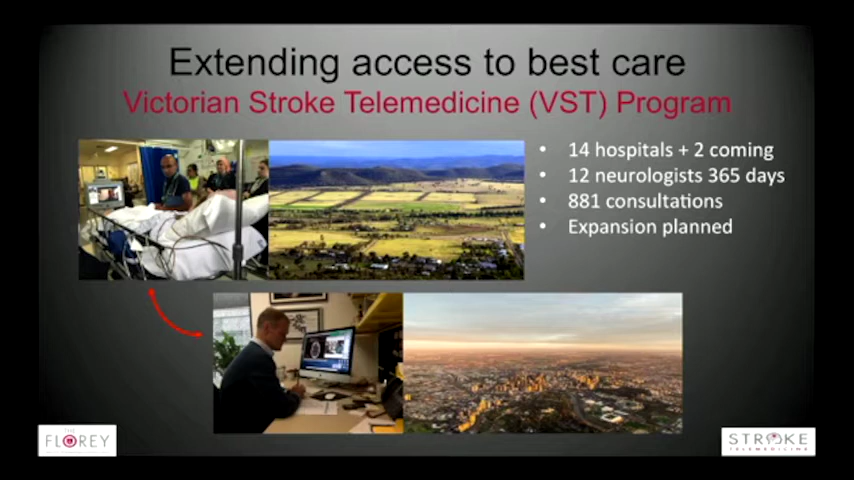 Extending access to best care
Victorian Stroke Telemedicine (VST) Program
• 14 hospitals + 2 coming
• 12 neurologists 365 days
• 881 consultations
• Expansion planned
THE
FLOREY
STROKE
TELEMEDICINE